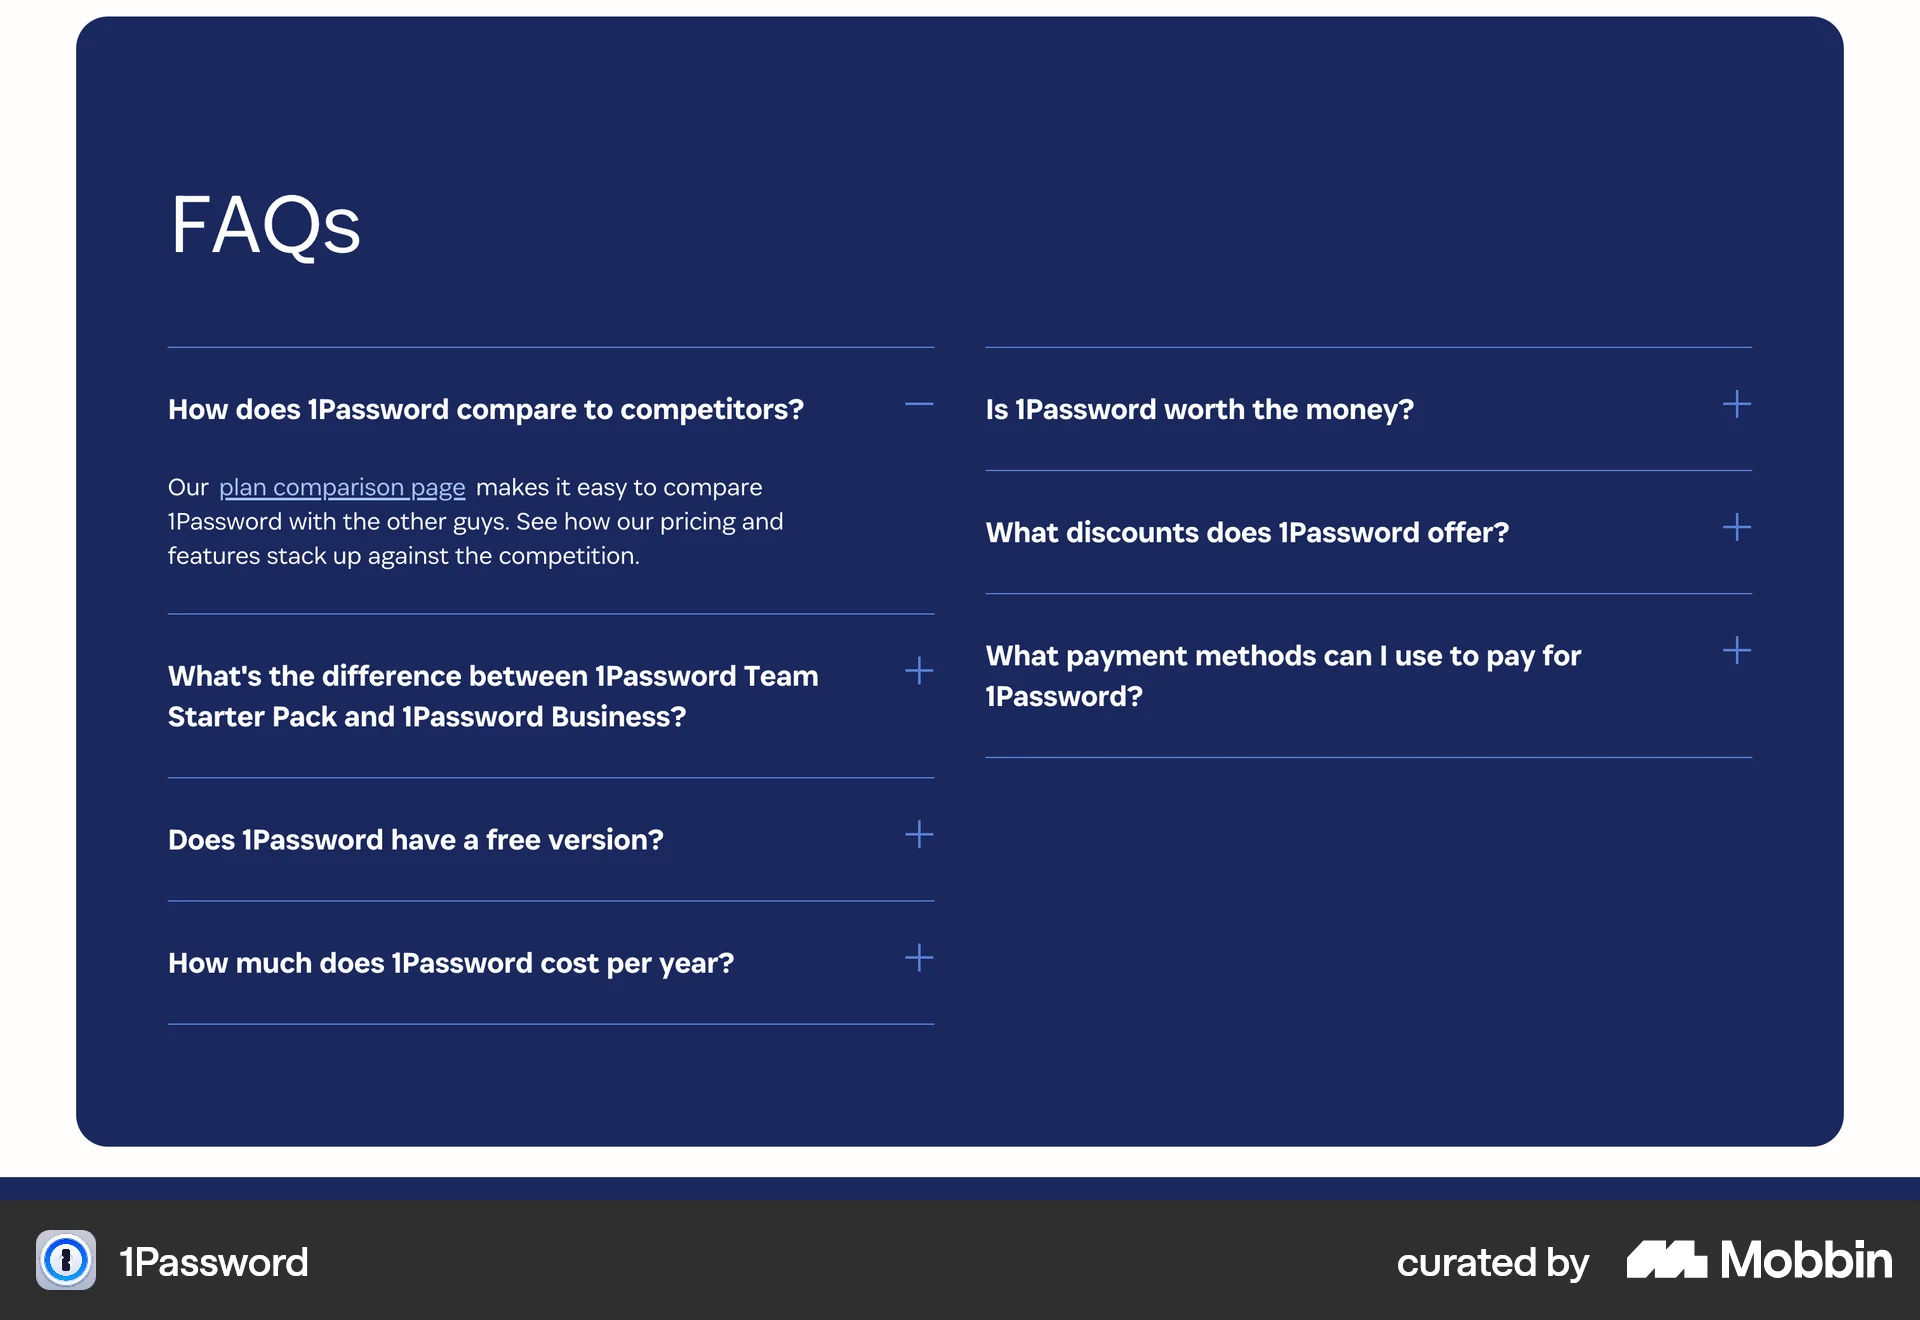 FAQs
How does 1Password compare to competitors?
Our plan comparison page makes it easy to compare
1Password with the other guys. See how our pricing and
features stack up against the competition.
What's the difference between 1Password Team
Starter Pack and 1Password Business?
Does 1Password have a free version?
How much does 1Password cost per year?
Is 1Password worth the money?
What discounts does 1Password offer?
What payment methods can I use to pay for
1Password?
1Password
curated by Mobbin